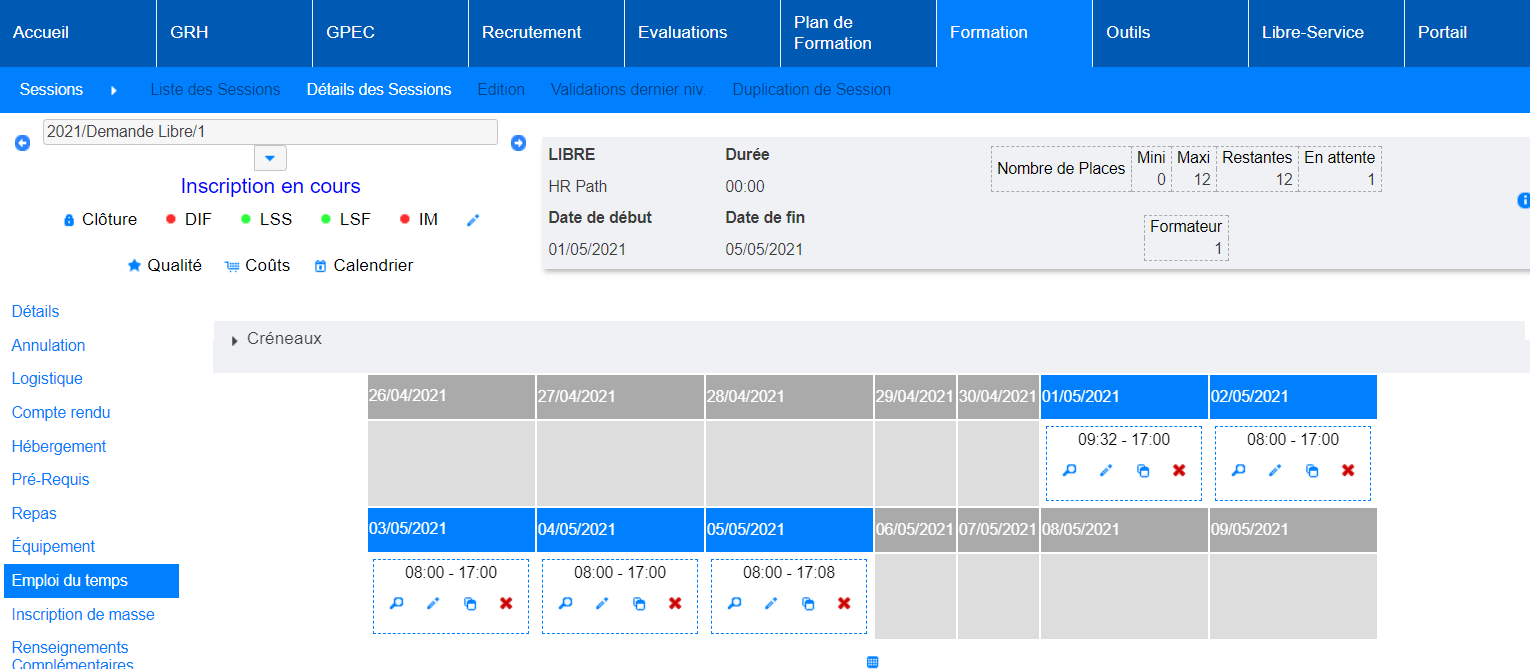 Accueil
GRH
GPEC
Recrutement
Evaluations
Plan de
Formation
Formation
Outils
Libre-Service
Portail
Sessions
Liste des Sessions
Détails des Sessions
Edition
Validations dernier niv.
Duplication de Session
2021/Demande Libre/1
Inscription en cours
Clôture
DIF
LSS
LSF
IM
Qualité
Coûts
Calendrier
LIBRE
Durée
HR Path
00:00
Date de début
Date de fin
01/05/2021
05/05/2021
Nombre de Places
Mini
Maxi
Restantes
En attente
0
12
12
1
Formateur
1
Détails
Annulation
Logistique
Compte rendu
Hébergement
Pré-Requis
Repas
Équipement
Emploi du temps
Inscription de masse
Renseignements
Complémentaires
Créneaux
26/04/2021
27/04/2021
28/04/2021
29/04/2021
30/04/2021
01/05/2021
02/05/2021
09:32 - 17:00
08:00 - 17:00
03/05/2021
04/05/2021
05/05/2021
06/05/2021
07/05/2021
08/05/2021
09/05/2021
08:00 - 17:00
08:00 - 17:00
08:00 - 17:08